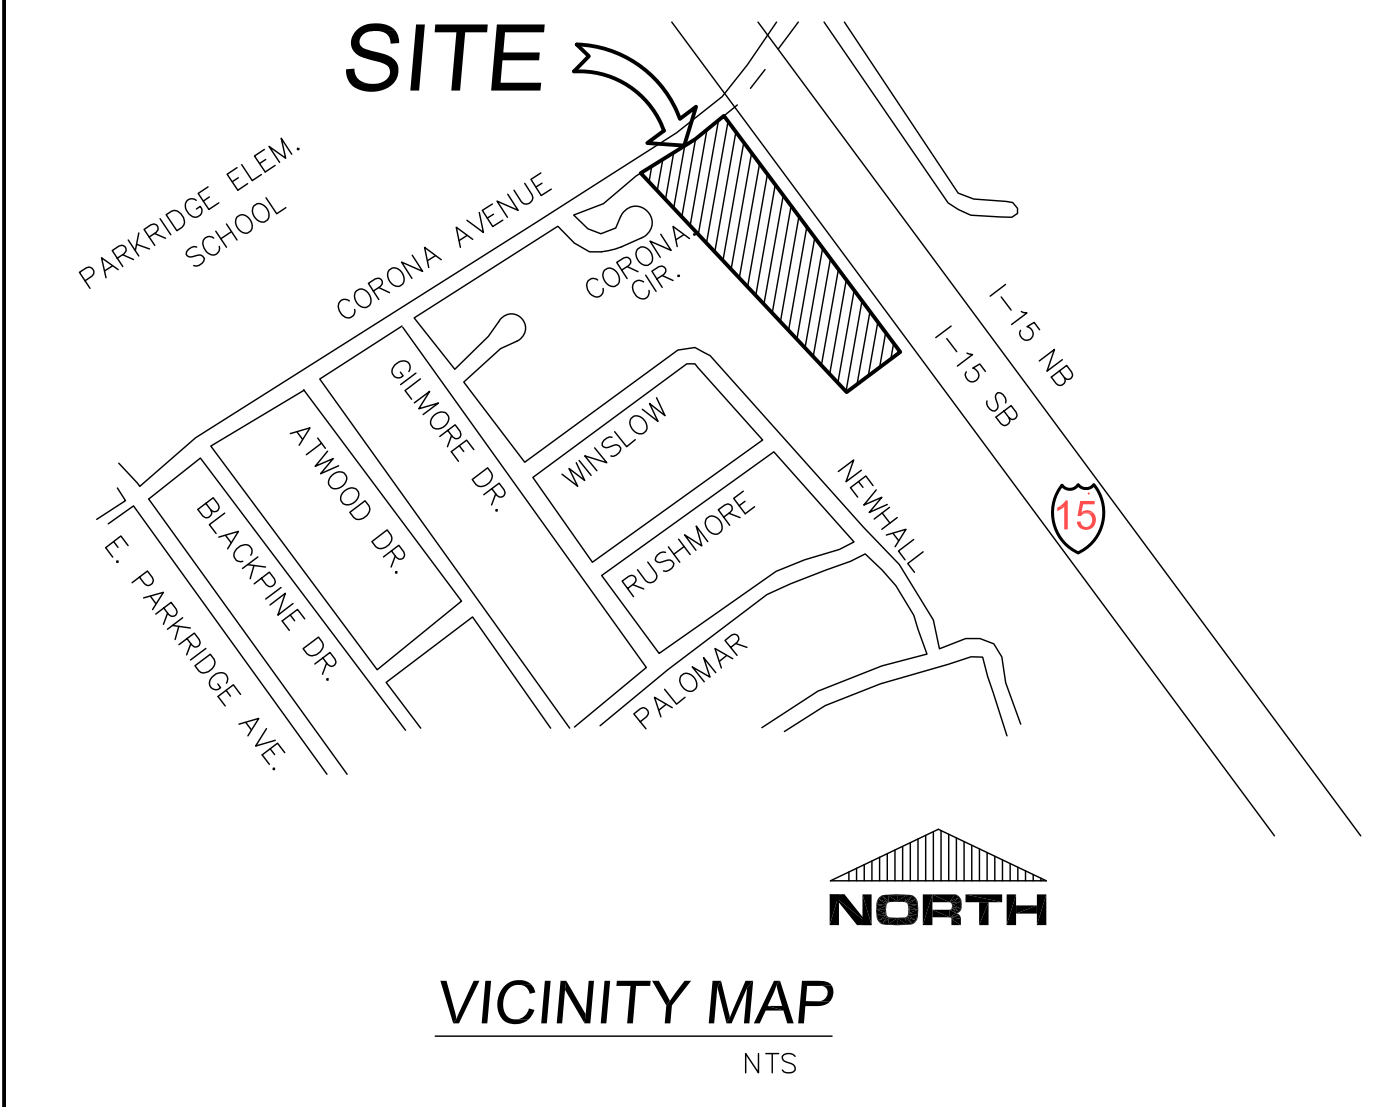 SITE
PARKRIDGE ELEM.
SCHOOL
CORONA AVENUE
CORONA
CIR.
I-15 NB
I-15 SB
GILMORE DR.
WINSLOW
ATWOOD DR.
NEWHALL
15
BLACKPINE DR.
RUSHMORE
E. PARKRIDGE AVE.
PALOMAR
NORTH
VICINITY MAP
NTS